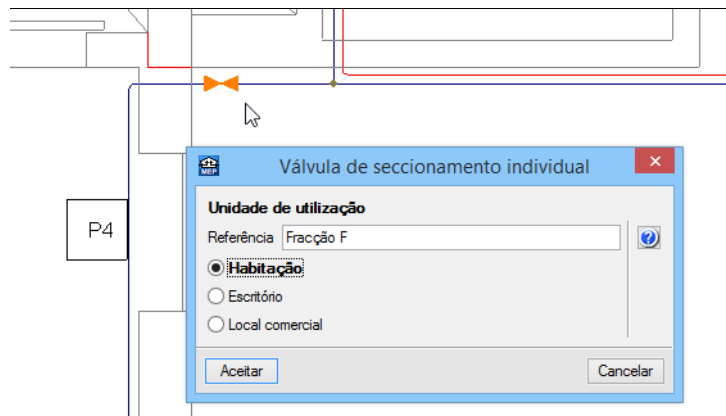 MEP
Válvula de seccionamento individual
Unidade de utilização
Referência Fracção F
Habitação
Escritório
Local comercial
P4
Aceitar Cancelar